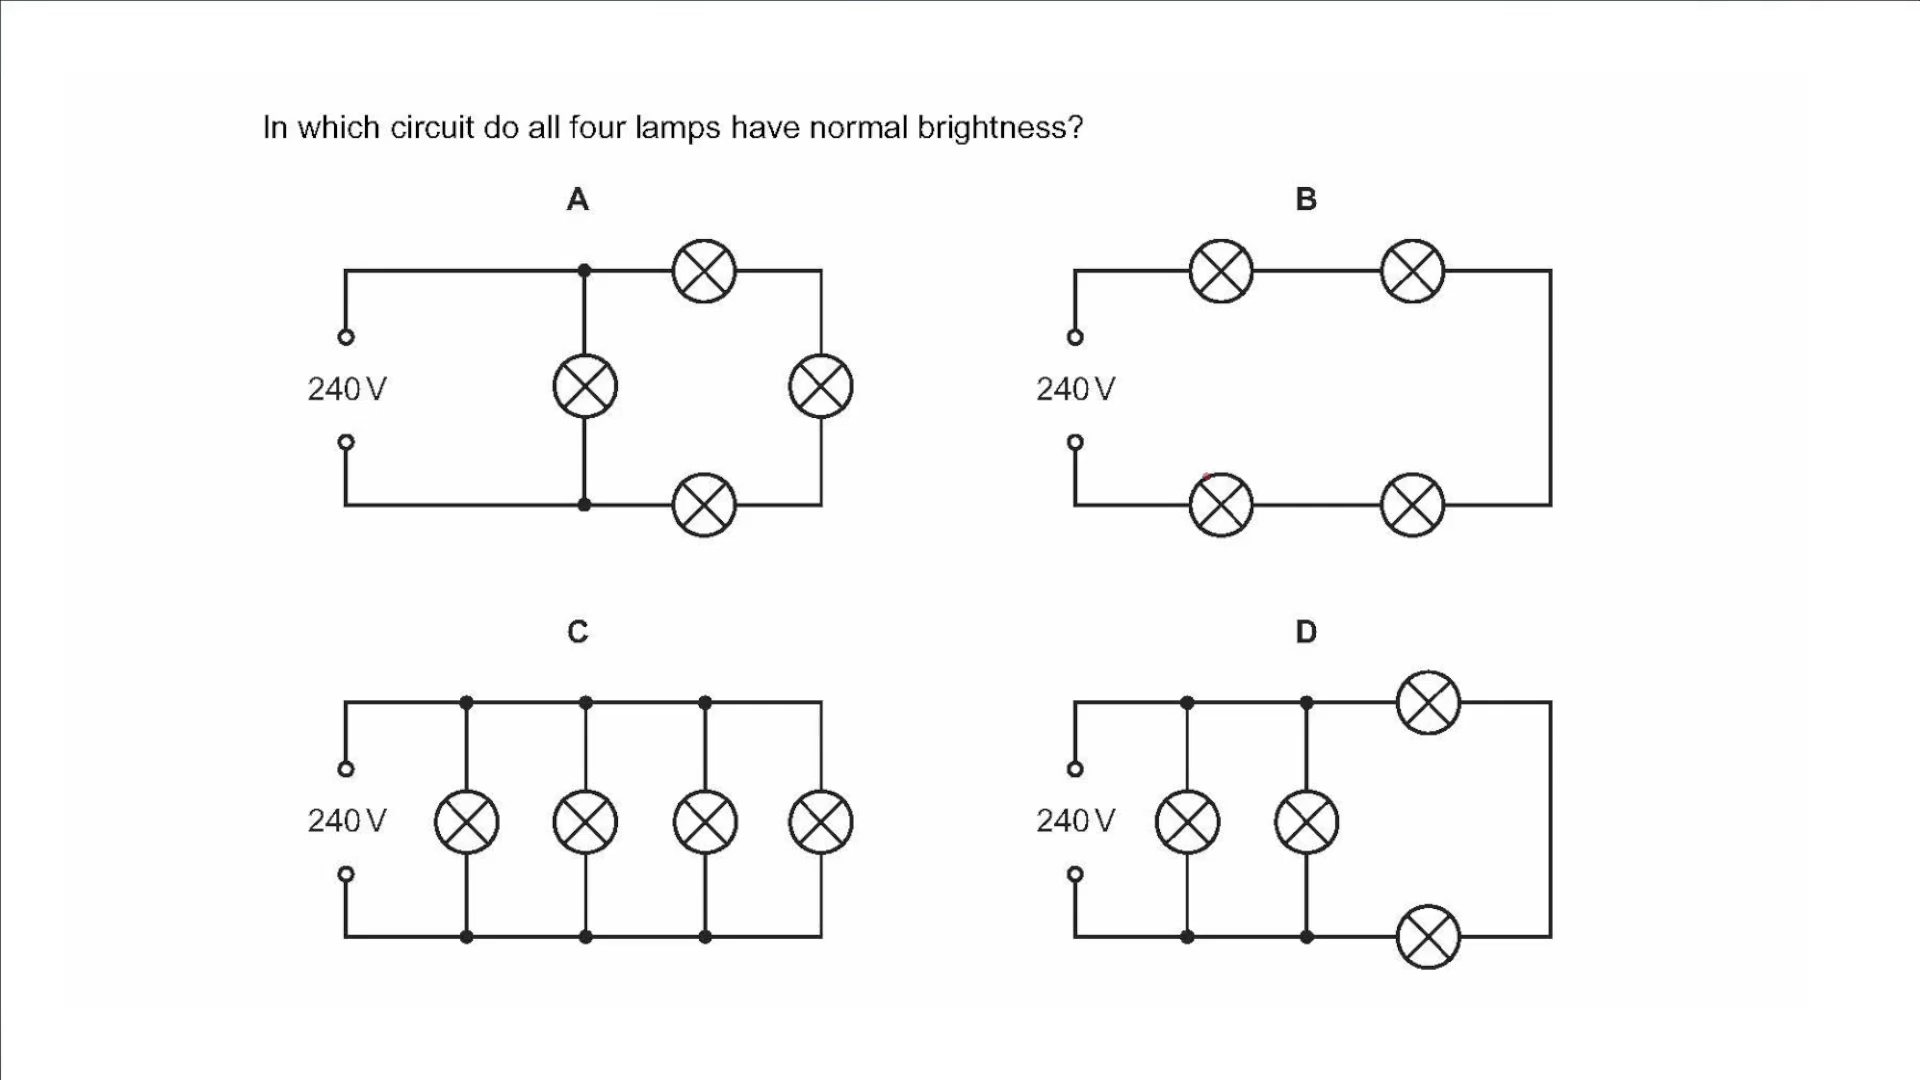 In which circuit do all four lamps have normal brightness?
A
B
240 V
240 V
C
D
240 V
240 V